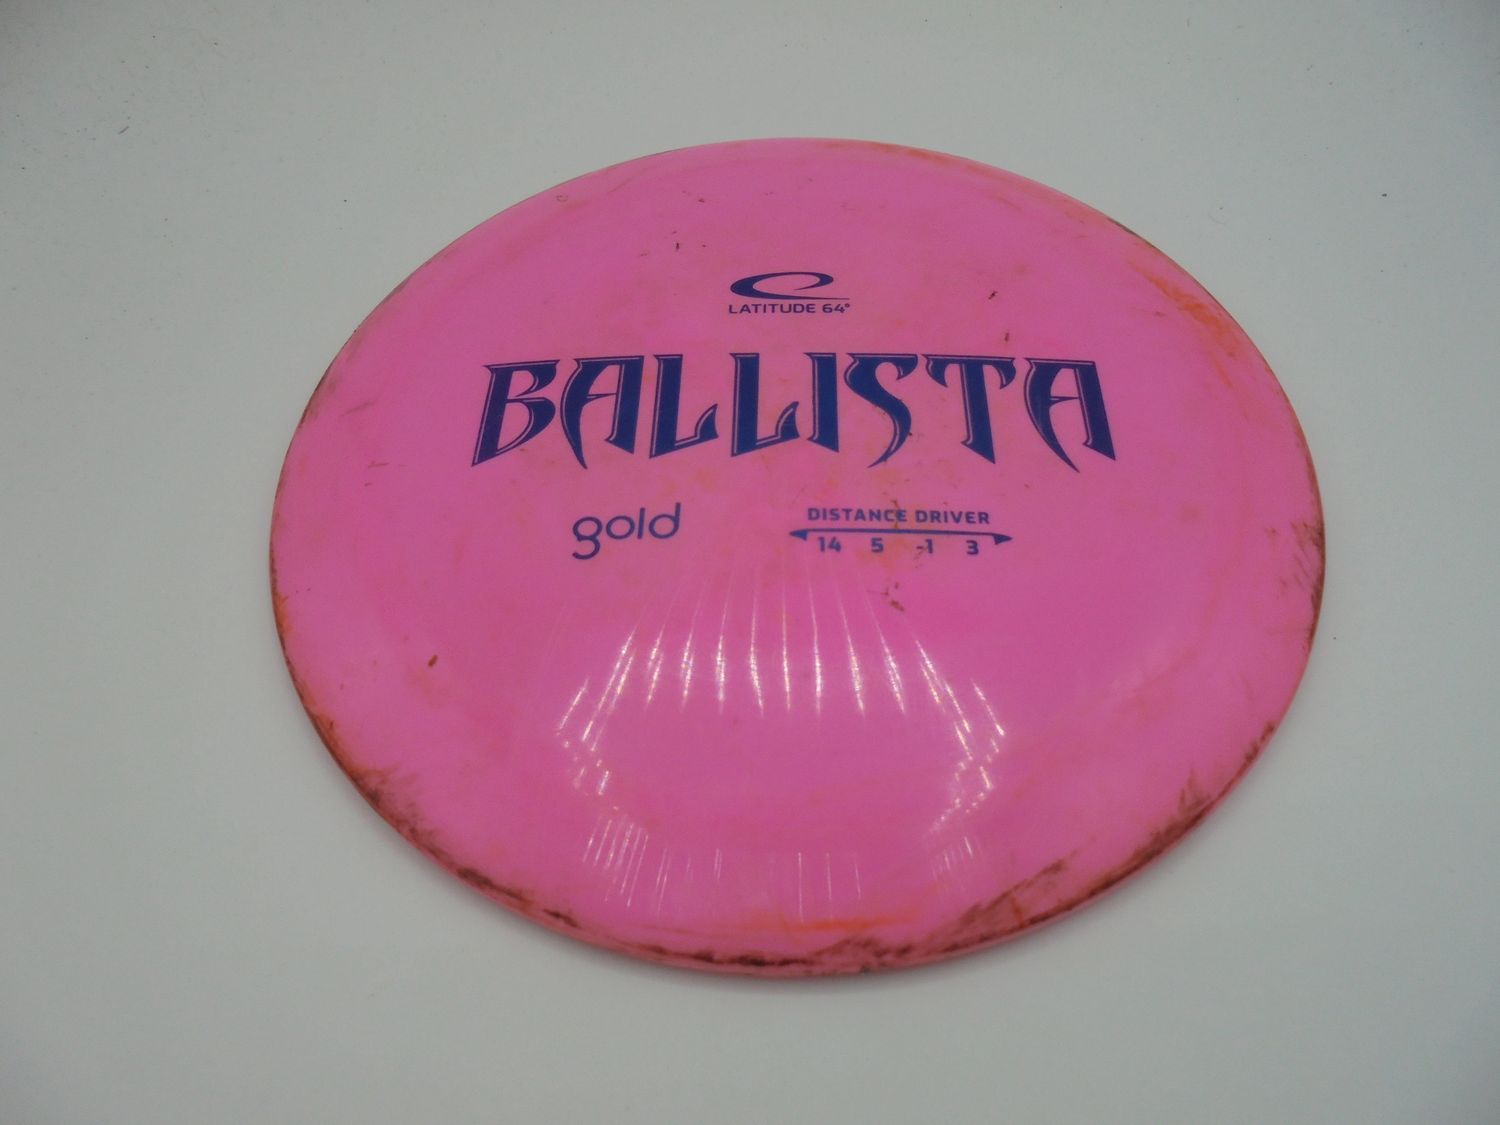 LATITUDE 64°
BALLISTA
gold
DISTANCE DRIVER
14 5 -1 3